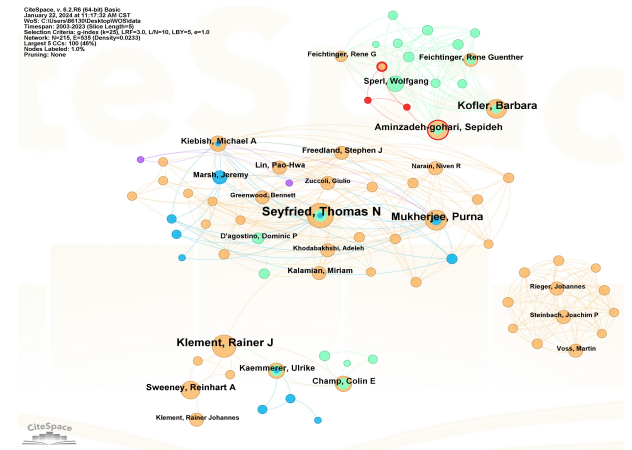 CiteSpace, v. 6.2.R6 (64-bit) Basic
January 22, 2024 at 11:17:32 AM CST
WoS: C:\Users\86130\Desktop\WOS\data
Timespan: 2003-2023 (Slice Length=5)
Selection Criteria: g-index (k=25), LRF=3.0, L/N=10, LBY=5, e=1.0
Network: N=215, E=535 (Density=0.0233)
Largest 5 CCs: 100 (46%)
Nodes Labeled: 1.0%
Pruning: None
Feichtinger, Rene G
Feichtinger, Rene Guenther
Sperl, Wolfgang
Kofler, Barbara
Aminzadeh-gohari, Sepideh
Kiebish, Michael A
Freedland, Stephen J
Lin, Pao-Hwa
Narain, Niven R
Marsh, Jeremy
Zuccoli, Giulio
Greenwood, Bennett
Seyfried, Thomas N
Mukherjee, Purna
D'agostino, Dominic P
Khodabakhshi, Adeleh
Kalamian, Miriam
Rieger, Johannes
Steinbach, Joachim P
Voss, Martin
Klement, Rainer J
Kaemmerer, Ulrike
Champ, Colin E
Sweeney, Reinhart A
Klement, Rainer Johannes
CiteSpace